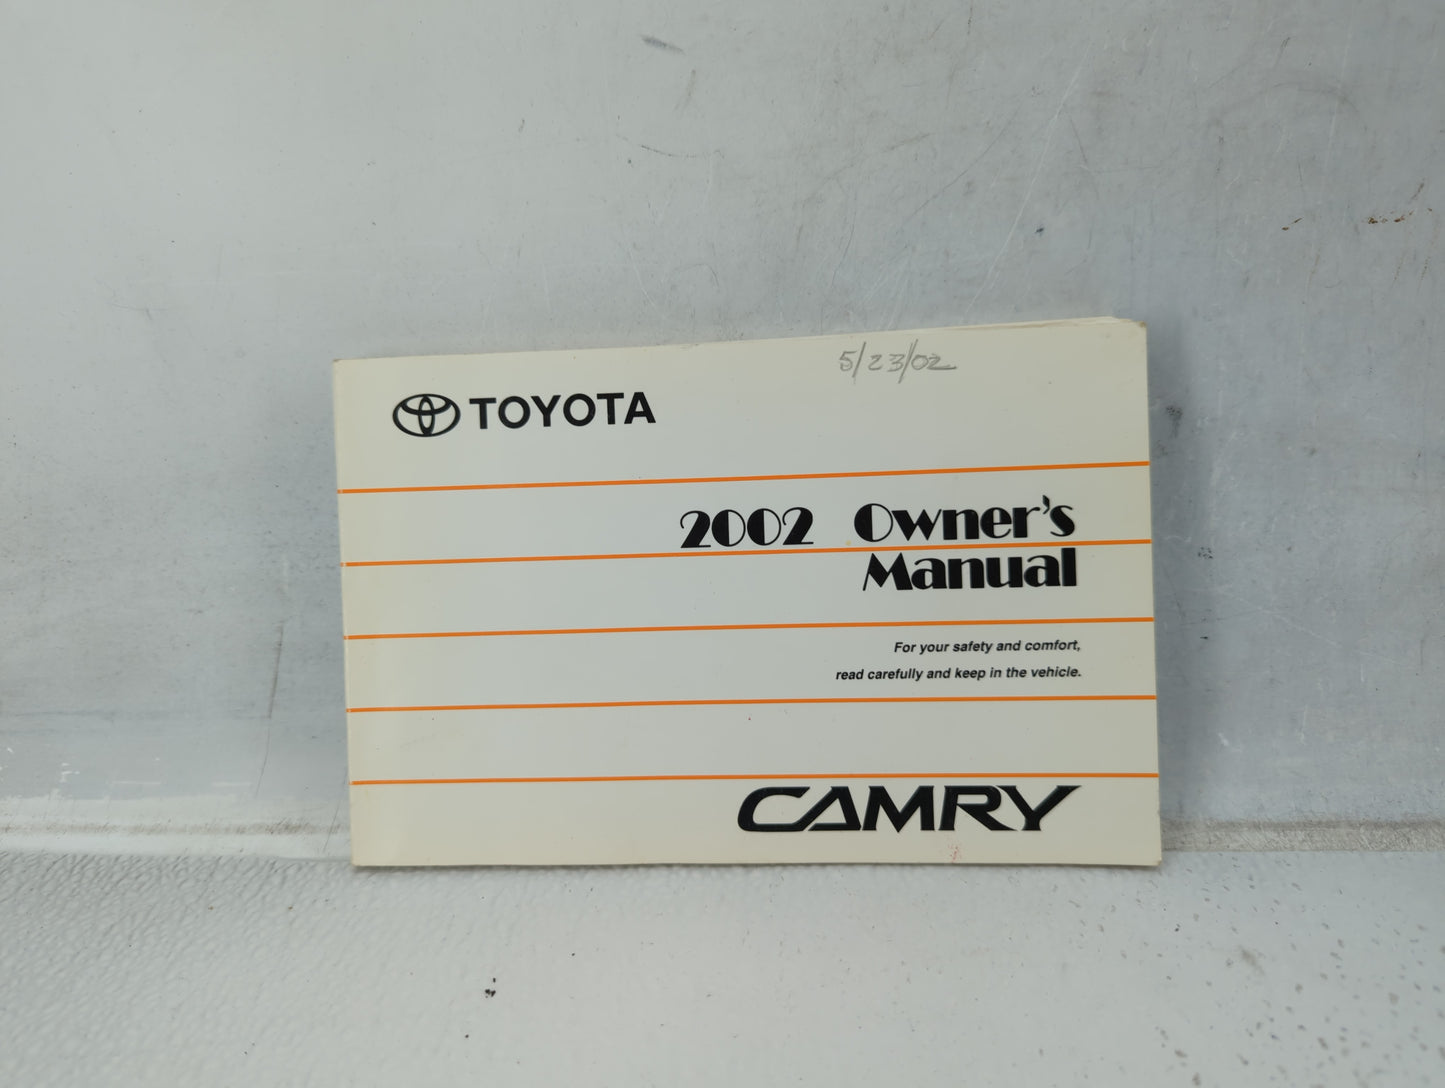 5/23/02
TOYOTA
2002 Owner's
Manual
For your safety and comfort,
read carefully and keep in the vehicle.
CAMRY